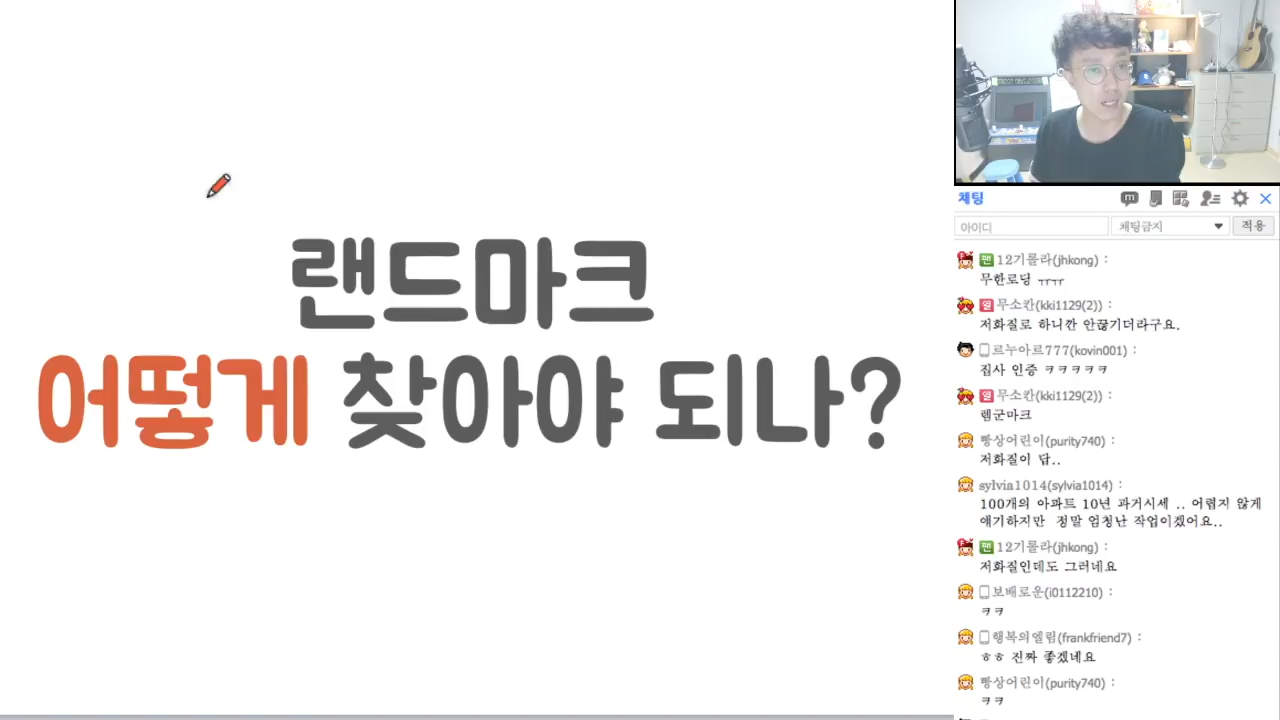 랜드마크
어떻게 찾아야 되나?
채팅
아이디
채팅금지
적용
팬 12기롤라(jhkong) :
무한로딩 ㅠㅠ
열 무소칸(kki1129(2)) :
저화질로 하니깐 안끊기더라구요.
르누아르777(kovin001) :
집사 인증 ㅋㅋㅋㅋㅋ
열 무소칸(kki1129(2)) :
렘군마크
빵상어린이(purity740) :
저화질이 답..
sylvia1014(sylvia1014) :
100개의 아파트 10년 과거시세 .. 어렵지 않게
얘기하지만 정말 엄청난 작업이겠어요..
팬 12기롤라(jhkong) :
저화질인데도 그러네요
보배로운(i0112210) :
ㅋㅋ
행복의엘림(frankfriend7) :
ㅎㅎ 진짜 좋겠네요
빵상어린이(purity740) :
ㅋㅋ